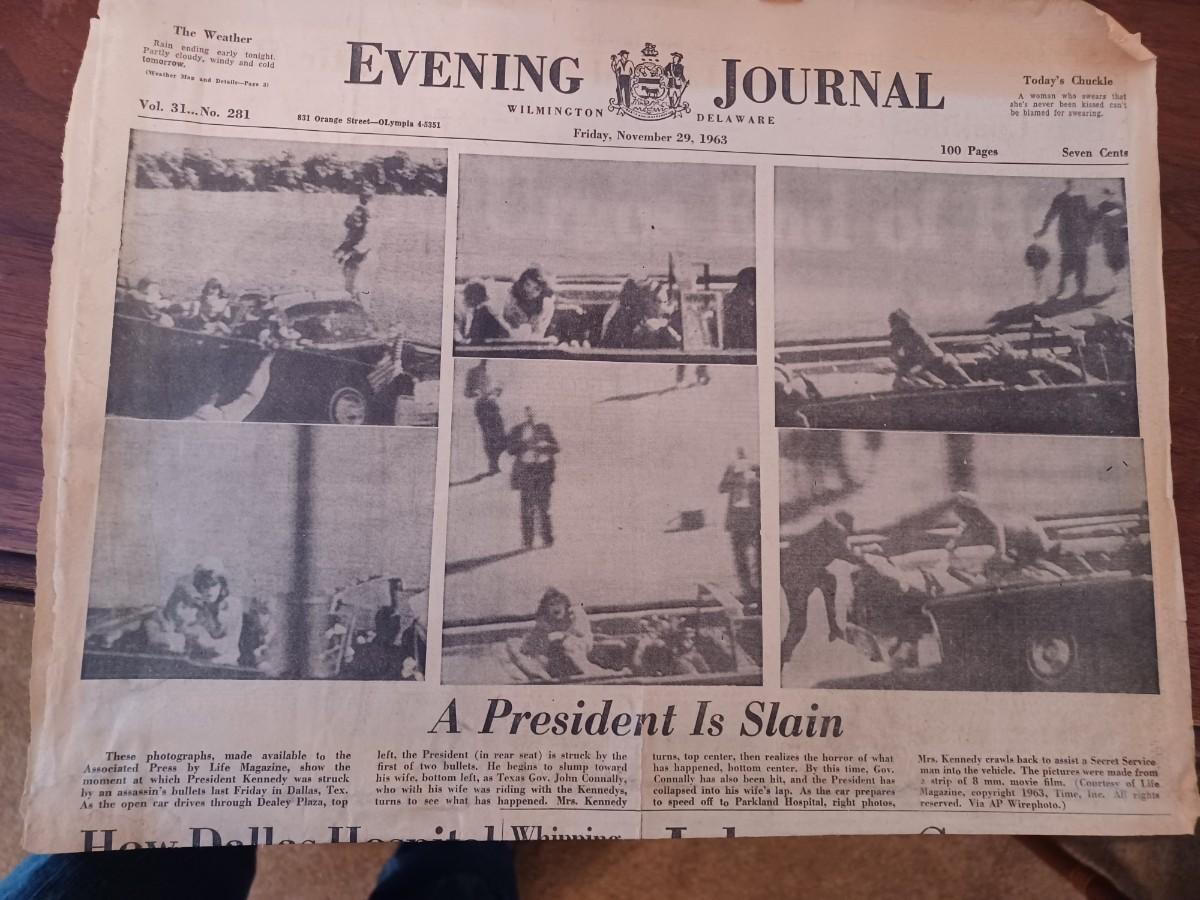 The Weather
Rain ending early tonight.
Partly cloudy, windy and cold
tomorrow.
(Weather Map and Details—Page 3)
Vol. 31...No. 281
831 Orange Street—OLympia 4-5351
EVENING JOURNAL
WILMINGTON DELAWARE
Friday, November 29, 1963
Today's Chuckle
A woman who swears that
she's never been kissed can't
be blamed for swearing.
100 Pages
Seven Cents
A President Is Slain
These photographs, made available to the
Associated Press by Life Magazine, show the
moment at which President Kennedy was struck
by an assassin's bullets last Friday in Dallas, Tex.
As the open car drives through Dealey Plaza, top
left, the President (in rear seat) is struck by the
first of two bullets. He begins to slump toward
his wife, bottom left, as Texas Gov. John Connally,
who with his wife was riding with the Kennedys,
turns to see what has happened. Mrs. Kennedy
turns, top center, then realizes the horror of what
has happened, bottom center. By this time, Gov.
Connally has also been hit, and the President has
collapsed into his wife's lap. As the car prepares
to speed off to Parkland Hospital, right photos,
Mrs. Kennedy crawls back to assist a Secret Service
man into the vehicle. The pictures were made from
a strip of 8 mm. movie film. (Courtesy of Life
Magazine, copyright 1963, Time, Inc. All rights
reserved. Via AP Wirephoto.)
How Dallas Hospital
Whipping